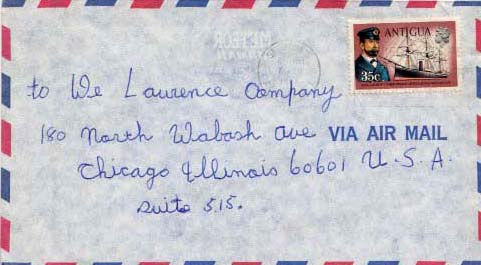 ANTIGUA
35c
to We Laurence Company
180 North Wabash ave VIA AIR MAIL
Chicago Illinois 60601 U.S.A.
suite 515.